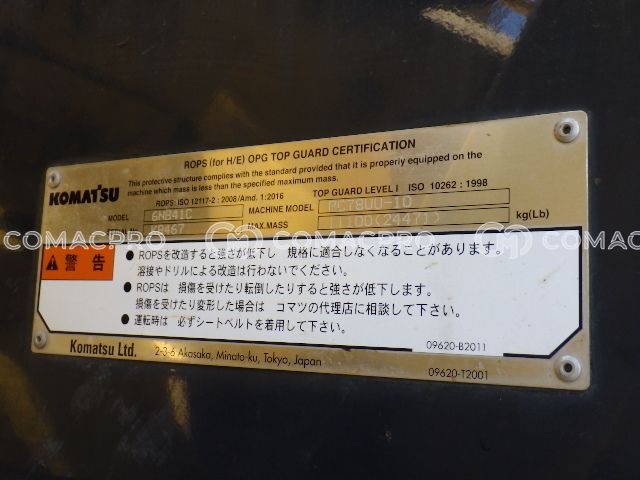 ROPS (for H/E) OPG TOP GUARD CERTIFICATION
This protective structure complies with the standard provided that it is properly equipped on the
machine which mass is less than the specified maximum mass.
KOMATSU
ROPS: ISO 12117-2 : 2008/Amd. 1:2016 TOP GUARD LEVEL I ISO 10262 : 1998
MODEL 6N841C MACHINE MODEL PC78UU-10
MAX.MASS 11100(24471) kg(Lb)
COMACPRO COMACPRO COMACPRO
警告
● ROPSを改造すると強さが低下し 規格に適合しなくなることがあります。
溶接やドリルによる改造は行わないでください。
● ROPSは 損傷を受けたり転倒したりすると強さが低下します。
損傷を受けたり変形した場合は コマツの代理店に相談して下さい。
● 運転時は 必ずシートベルトを着用して下さい。
09620-B2011
Komatsu Ltd. 2-3-6 Akasaka, Minato-ku, Tokyo, Japan
09620-T2001